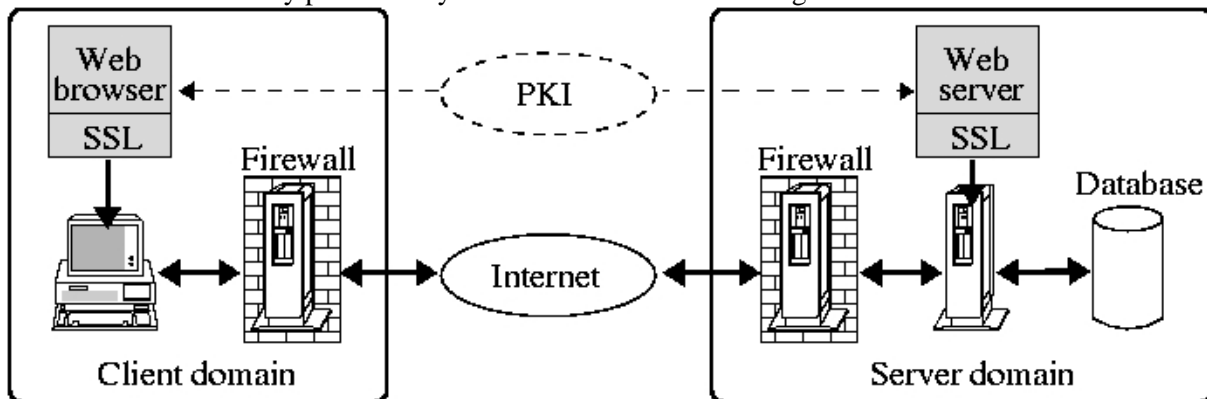 Web
browser
SSL
PKI
Web
server
SSL
Firewall
Firewall
Database
Internet
Client domain
Server domain